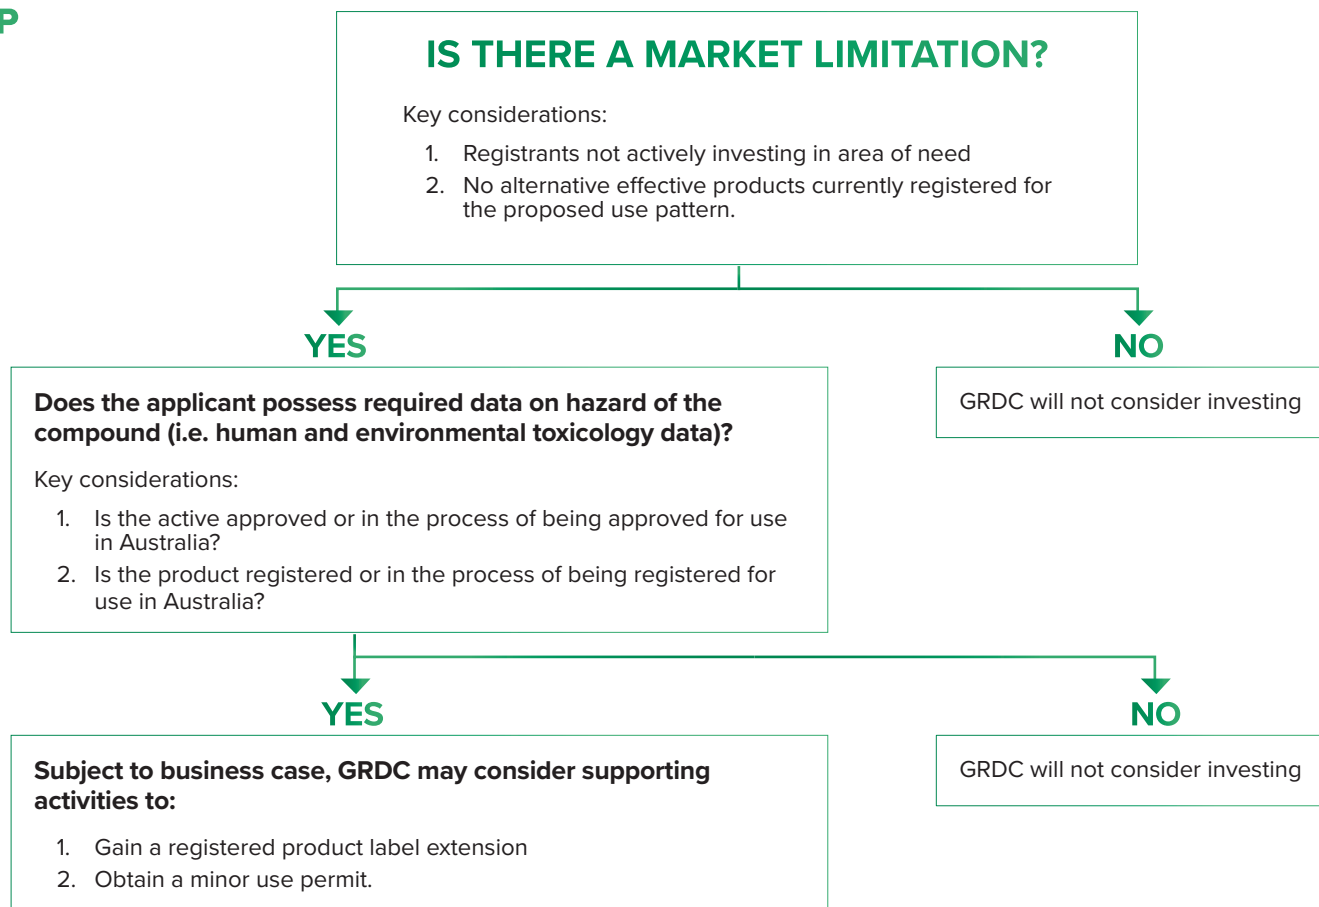 P
IS THERE A MARKET LIMITATION?
Key considerations:
1. Registrants not actively investing in area of need
2. No alternative effective products currently registered for
the proposed use pattern.
YES
NO
Does the applicant possess required data on hazard of the
compound (i.e. human and environmental toxicology data)?
Key considerations:
1. Is the active approved or in the process of being approved for use
in Australia?
2. Is the product registered or in the process of being registered for
use in Australia?
GRDC will not consider investing
YES
NO
Subject to business case, GRDC may consider supporting
activities to:
1. Gain a registered product label extension
2. Obtain a minor use permit.
GRDC will not consider investing